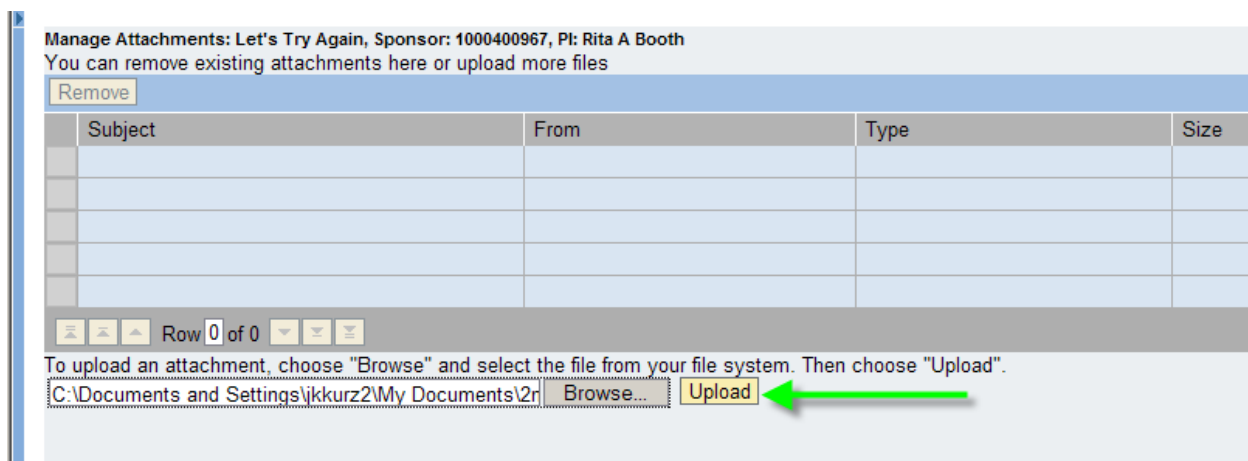 Manage Attachments: Let's Try Again, Sponsor: 1000400967, PI: Rita A Booth
You can remove existing attachments here or upload more files
Remove
Subject From Type Size
Row 0 of 0
To upload an attachment, choose "Browse" and select the file from your file system. Then choose "Upload".
C:\Documents and Settings\jkkurz2\My Documents\2r Browse... Upload